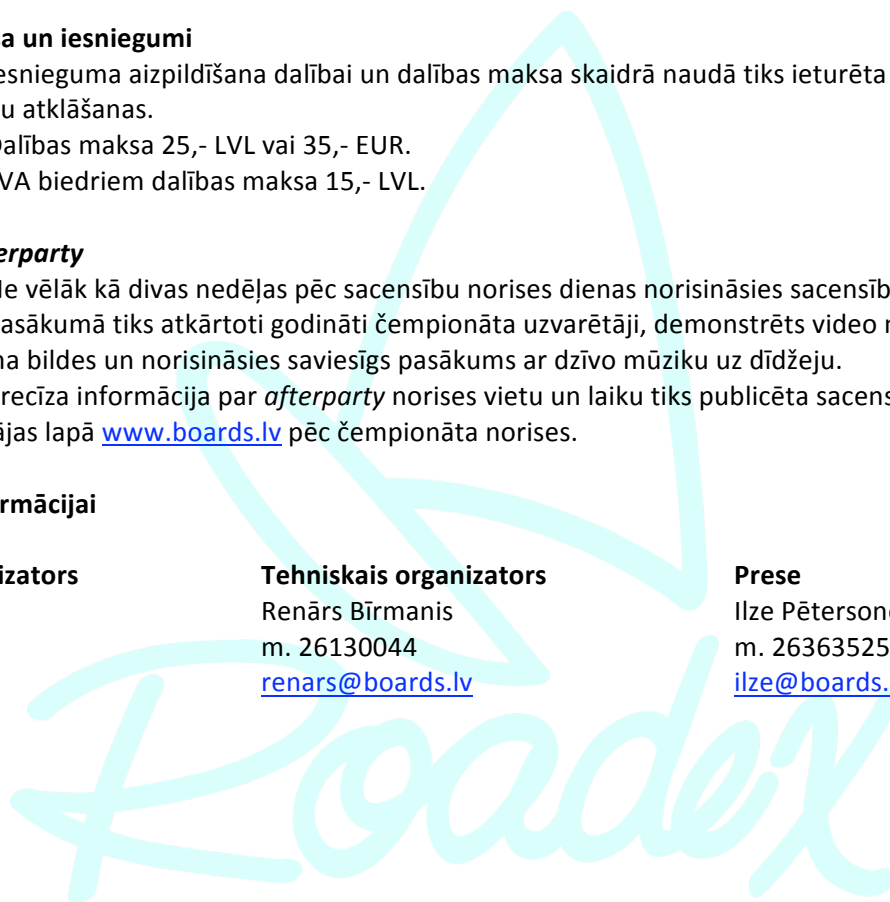 a un iesniegumi
esnieguma aizpildīšana dalībai un dalības maksa skaidrā naudā tiks ieturēta
u atklāšanas.
Dalības maksa 25,- LVL vai 35,- EUR.
VA biedriem dalības maksa 15,- LVL.
erparty
Ne vēlāk kā divas nedēļas pēc sacensību norises dienas norisināsies sacensīb
asākumā tiks atkārtoti godināti čempionāta uzvarētāji, demonstrēts video
na bildes un norisināsies saviesīgs pasākums ar dzīvo mūziku uz dīdžeju.
recīza informācija par afterparty norises vietu un laiku tiks publicēta sacens
ājas lapā www.boards.lv pēc čempionāta norises.
rmācijai
izators Tehniskais organizators Prese
Renārs Bīrmanis Ilze Pētersone
m. 26130044 m. 26363525
renars@boards.lv ilze@boards.
Roadex